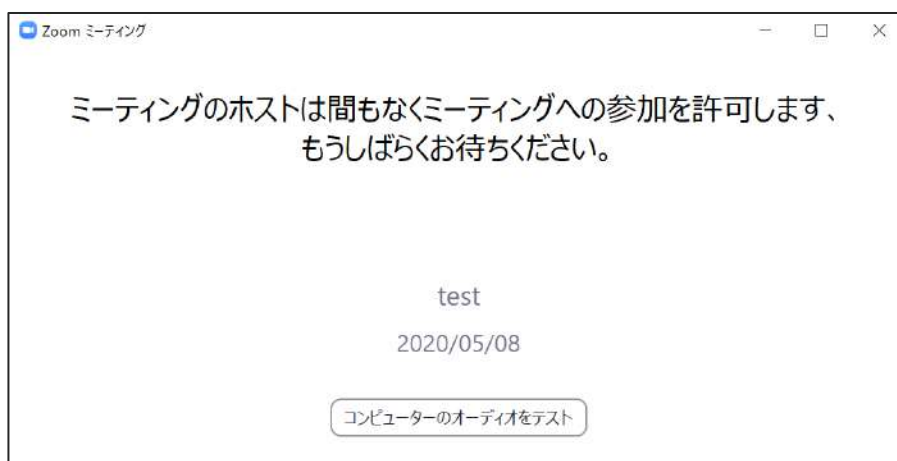 Zoom ミーティング
ミーティングのホストは間もなくミーティングへの参加を許可します、
もうしばらくお待ちください。
test
2020/05/08
コンピューターのオーディオをテスト